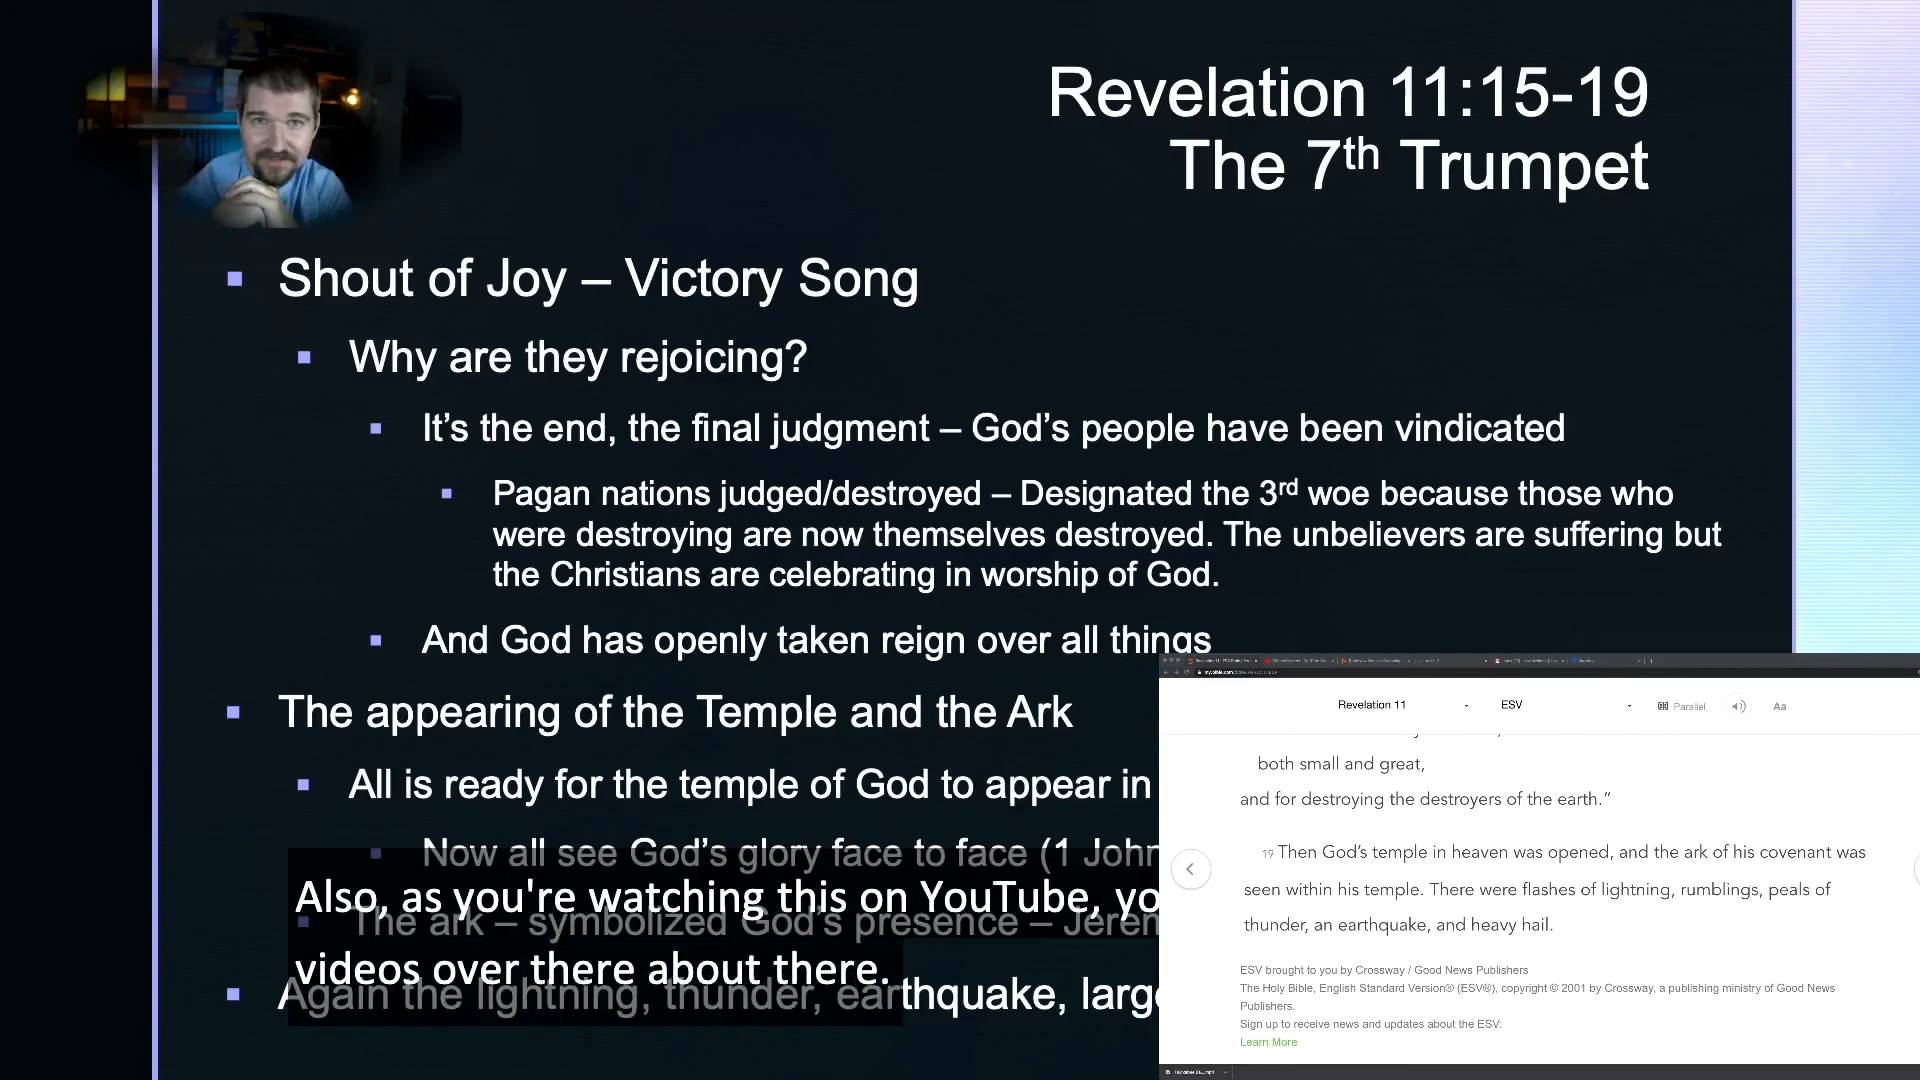 Revelation 11:15-19
The 7th Trumpet
Shout of Joy – Victory Song
Why are they rejoicing?
It's the end, the final judgment – God's people have been vindicated
Pagan nations judged/destroyed – Designated the 3rd woe because those who
were destroying are now themselves destroyed. The unbelievers are suffering but
the Christians are celebrating in worship of God.
And God has openly taken reign over all things
The appearing of the Temple and the Ark
All is ready for the temple of God to appear in
Now all see God's glory face to face (1 John
The ark – symbolized God's presence –
Again the lightning, thunder, earthquake,
Also, as you're watching this on YouTube,
videos over there about there.
Revelation 11
ESV
Parallel
Aa
both small and great,
and for destroying the destroyers of the earth.”
19 Then God's temple in heaven was opened, and the ark of his covenant was
seen within his temple. There were flashes of lightning, rumblings, peals of
thunder, an earthquake, and heavy hail.
ESV brought to you by Crossway / Good News Publishers
The Holy Bible, English Standard Version® (ESV®), copyright © 2001 by Crossway, a publishing ministry of Good News
Publishers.
Sign up to receive news and updates about the ESV:
Learn More